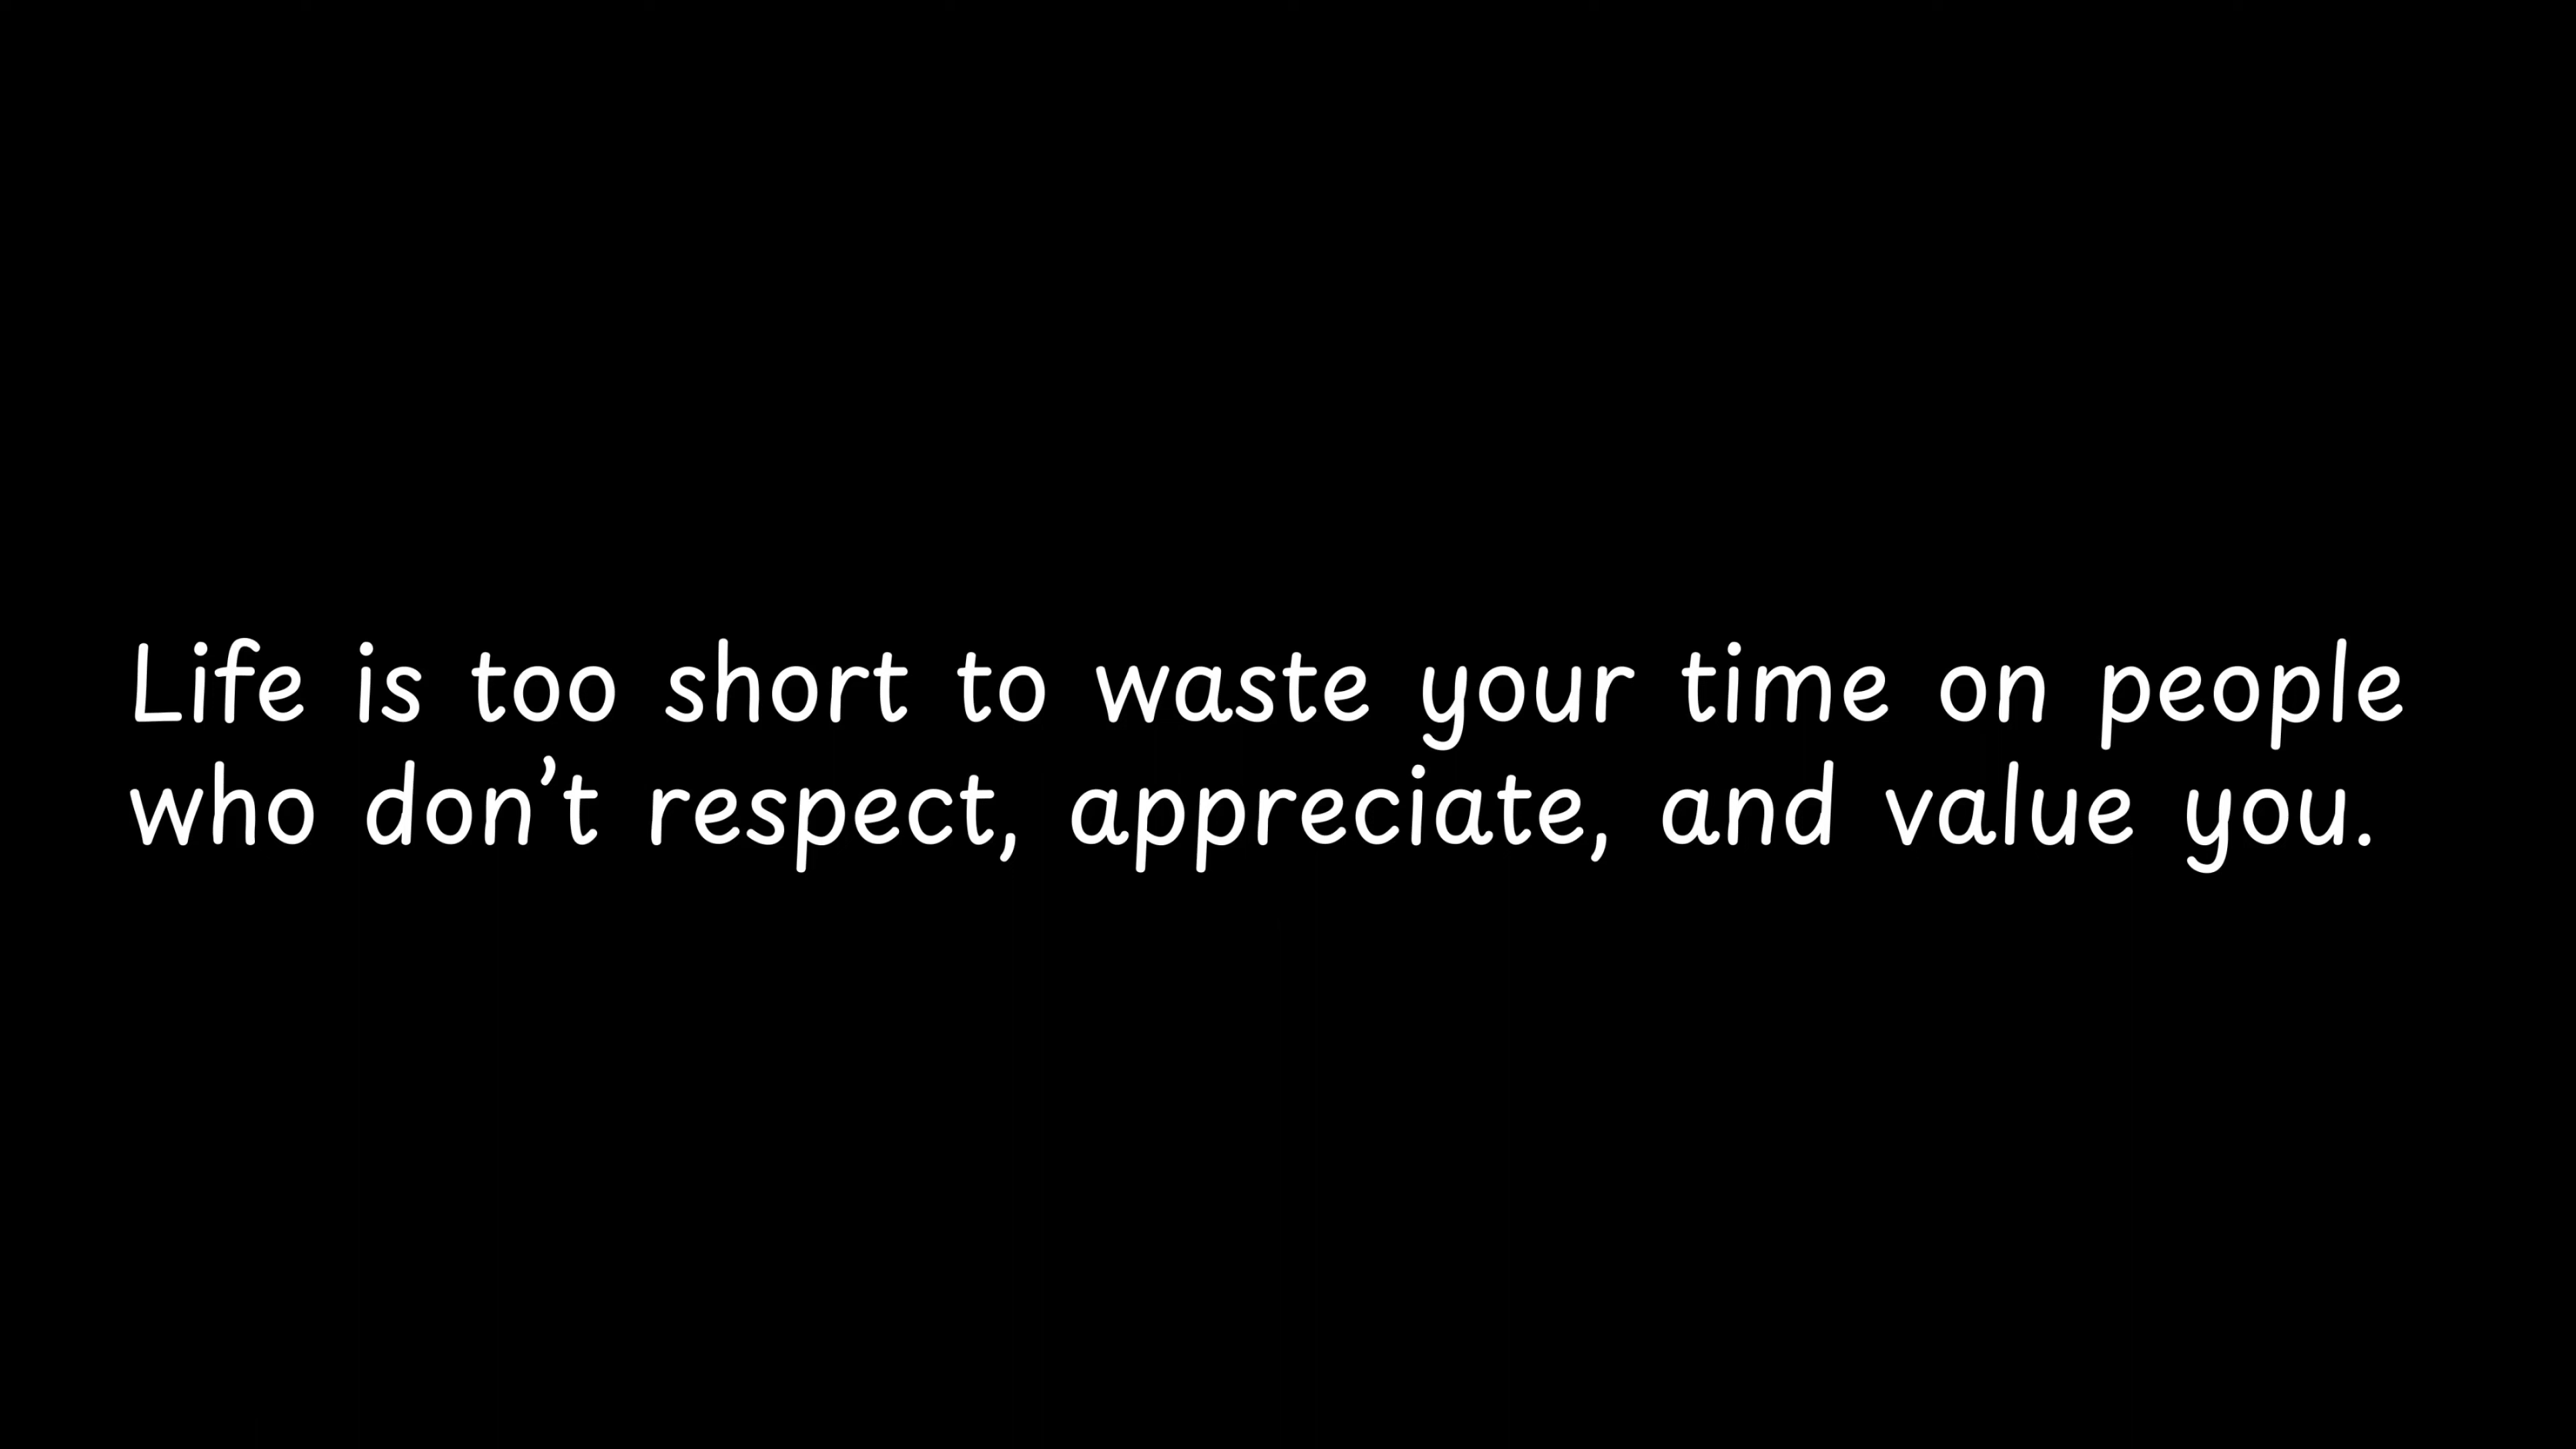 Life is too short to waste your time on people
who don’t respect, appreciate, and value you.